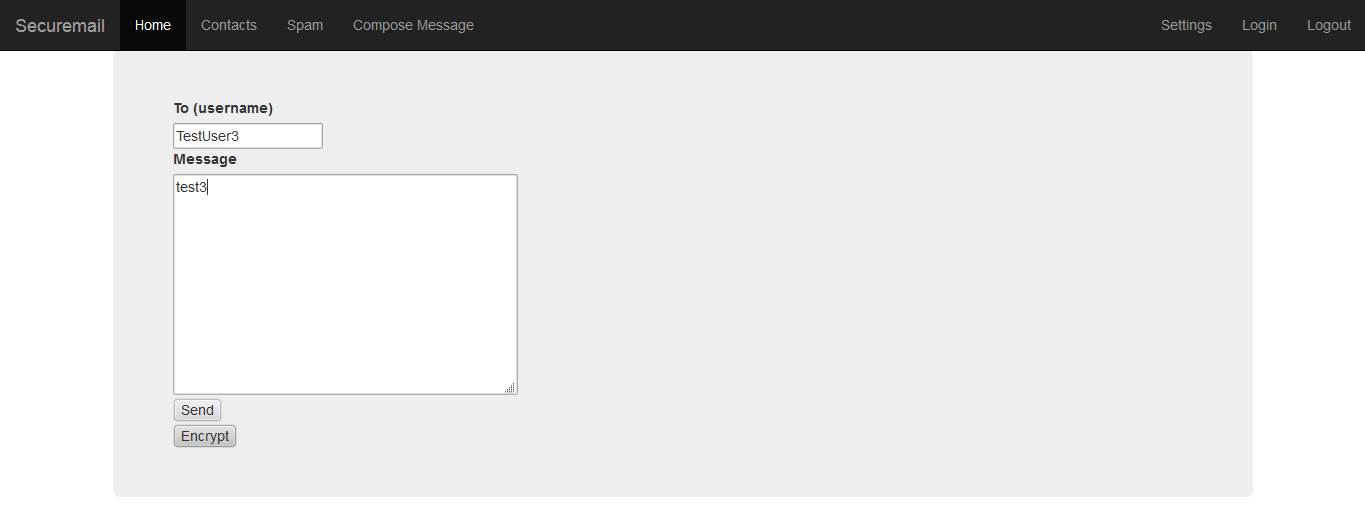 Securemail Home Contacts Spam Compose Message Settings Login Logout
To (username)
TestUser3
Message
test3
Send
Encrypt